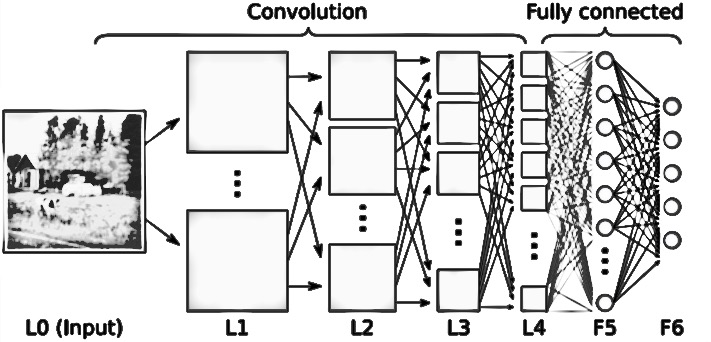 Convolution
Fully connected
L0 (Input)
L1
L2
L3
L4
F5
F6